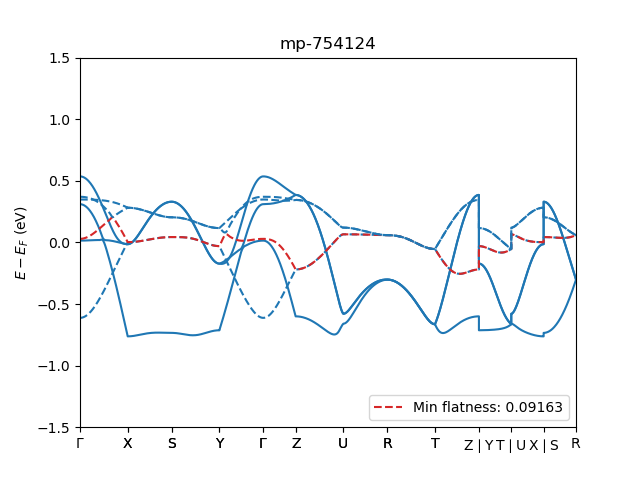 mp-754124
E − E_F (eV)
1.5
1.0
0.5
0.0
−0.5
−1.0
−1.5
Min flatness: 0.09163
Γ X S Y Γ Z U R T Z | Y T | U X | S R